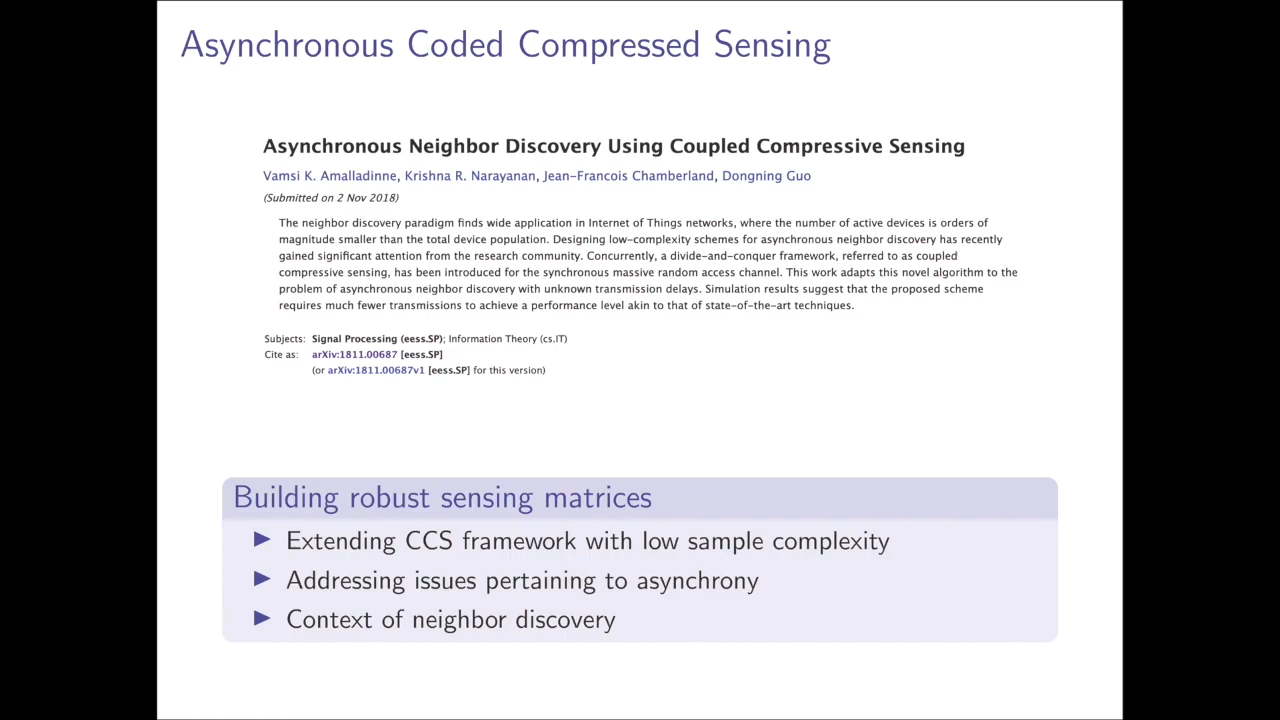 Asynchronous Coded Compressed Sensing
Asynchronous Neighbor Discovery Using Coupled Compressive Sensing
Vamsi K. Amalladinne, Krishna R. Narayanan, Jean-Francois Chamberland, Dongning Guo
(Submitted on 2 Nov 2018)
The neighbor discovery paradigm finds wide application in Internet of Things networks, where the number of active devices is orders of
magnitude smaller than the total device population. Designing low-complexity schemes for asynchronous neighbor discovery has recently
gained significant attention from the research community. Concurrently, a divide-and-conquer framework, referred to as coupled
compressive sensing, has been introduced for the synchronous massive random access channel. This work adapts this novel algorithm to the
problem of asynchronous neighbor discovery with unknown transmission delays. Simulation results suggest that the proposed scheme
requires much fewer transmissions to achieve a performance level akin to that of state-of-the-art techniques.
Subjects: Signal Processing (eess.SP); Information Theory (cs.IT)
Cite as: arXiv:1811.00687 [eess.SP]
(or arXiv:1811.00687v1 [eess.SP] for this version)
Building robust sensing matrices
▶ Extending CCS framework with low sample complexity
▶ Addressing issues pertaining to asynchrony
▶ Context of neighbor discovery